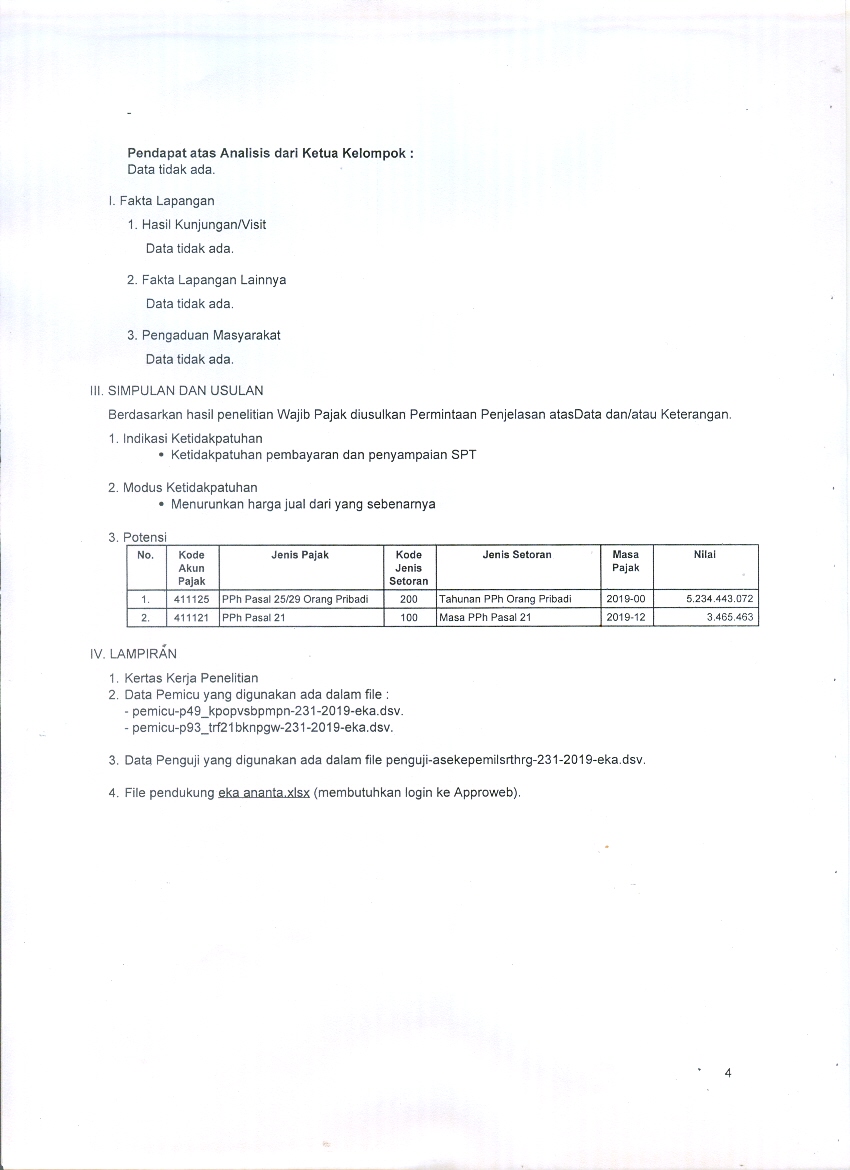 -
Pendapat atas Analisis dari Ketua Kelompok :
Data tidak ada.
I. Fakta Lapangan
1. Hasil Kunjungan/Visit
Data tidak ada.
2. Fakta Lapangan Lainnya
Data tidak ada.
3. Pengaduan Masyarakat
Data tidak ada.
III. SIMPULAN DAN USULAN
Berdasarkan hasil penelitian Wajib Pajak diusulkan Permintaan Penjelasan atasData dan/atau Keterangan.
1. Indikasi Ketidakpatuhan
• Ketidakpatuhan pembayaran dan penyampaian SPT
2. Modus Ketidakpatuhan
• Menurunkan harga jual dari yang sebenarnya
3. Potensi
No. Kode Akun Pajak Jenis Pajak Kode Jenis Setoran Jenis Setoran Masa Pajak Nilai
1. 411125 PPh Pasal 25/29 Orang Pribadi 200 Tahunan PPh Orang Pribadi 2019-00 5.234.443.072
2. 411121 PPh Pasal 21 100 Masa PPh Pasal 21 2019-12 3.465.463
IV. LAMPIRAN
1. Kertas Kerja Penelitian
2. Data Pemicu yang digunakan ada dalam file :
- pemicu-p49_kpopvsbpmpn-231-2019-eka.dsv.
- pemicu-p93_trf21bknpgw-231-2019-eka.dsv.
3. Data Penguji yang digunakan ada dalam file penguji-asekepemilsrthrg-231-2019-eka.dsv.
4. File pendukung eka ananta.xlsx (membutuhkan login ke Approweb).
4